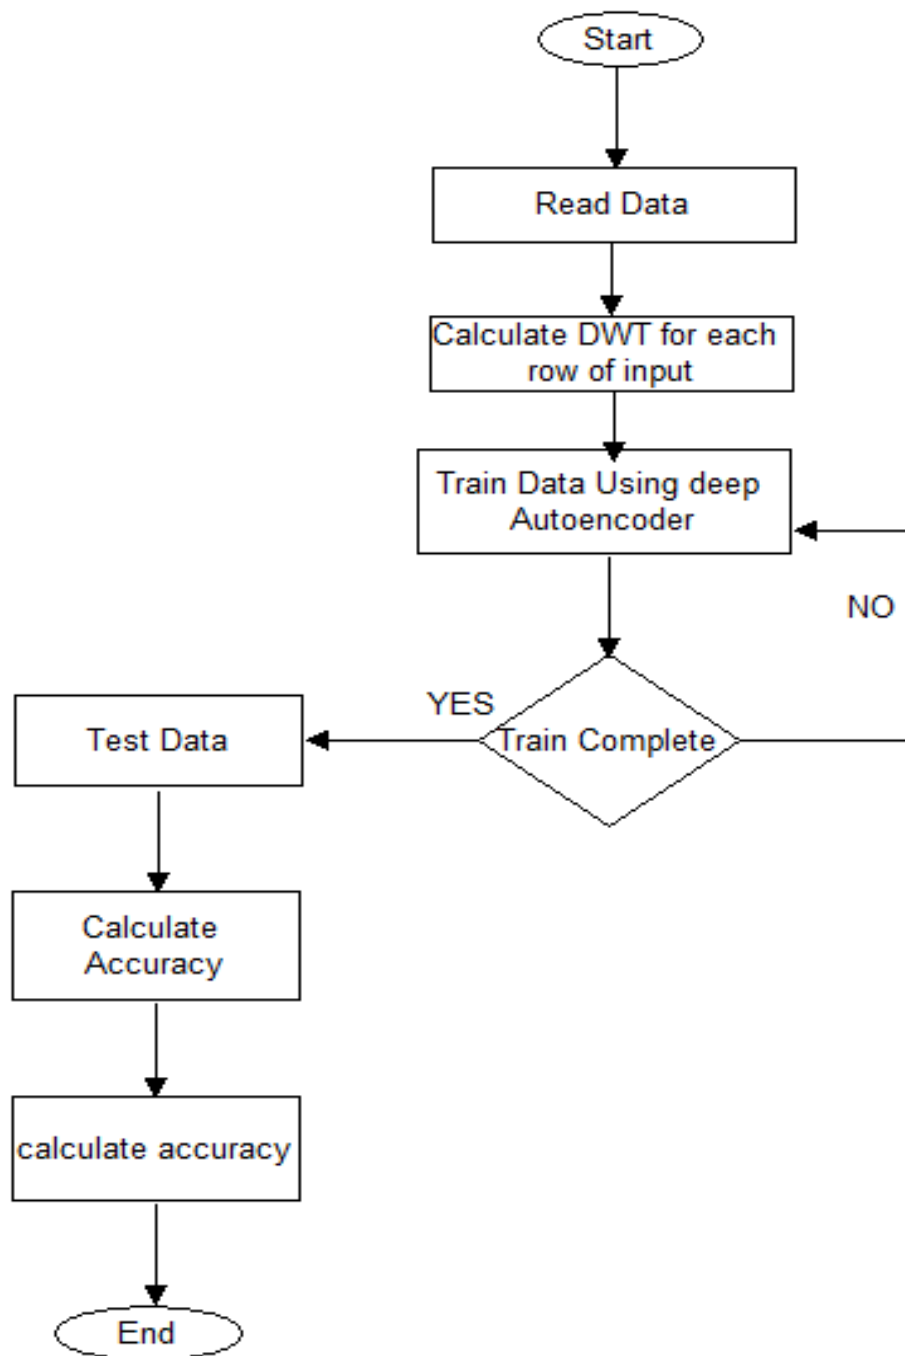 Start
Read Data
Calculate DWT for each
row of input
Train Data Using deep
Autoencoder
NO
YES
Train Complete
Test Data
Calculate
Accuracy
calculate accuracy
End